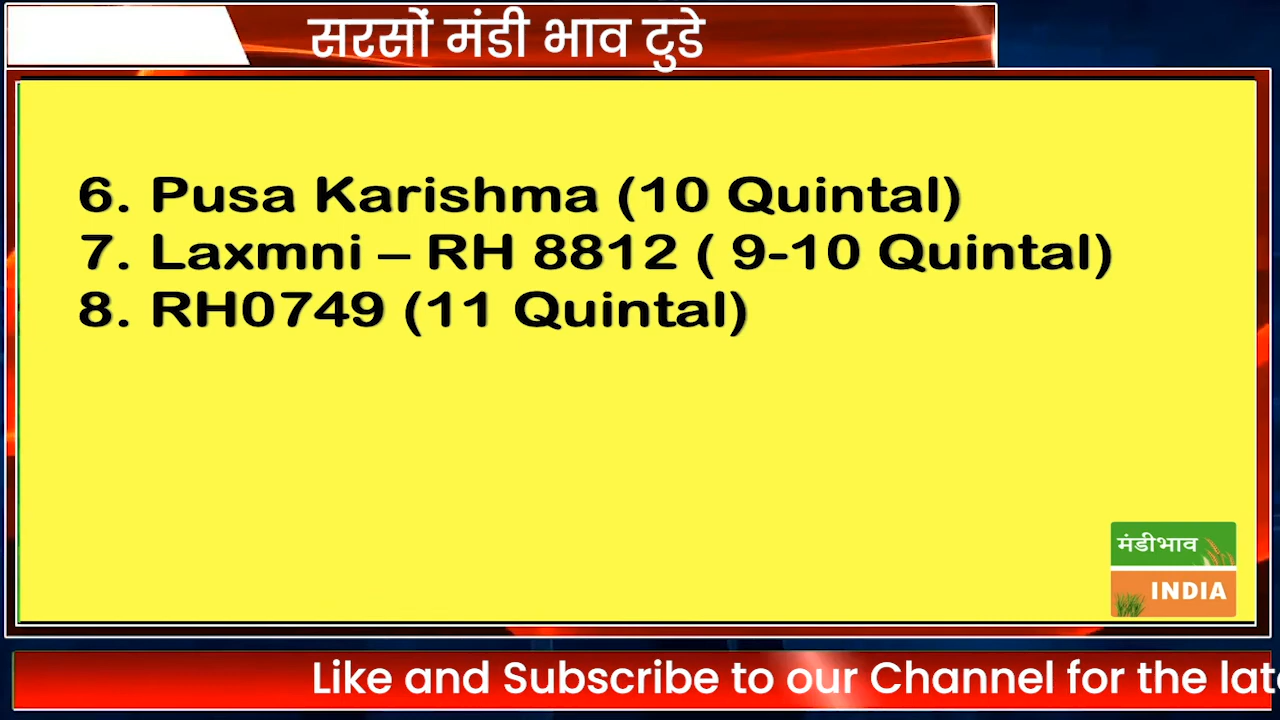 सरसों मंडी भाव टुडे
6. Pusa Karishma (10 Quintal)
7. Laxmni – RH 8812 ( 9-10 Quintal)
8. RH0749 (11 Quintal)
मंडीभाव
INDIA
Like and Subscribe to our Channel for the late